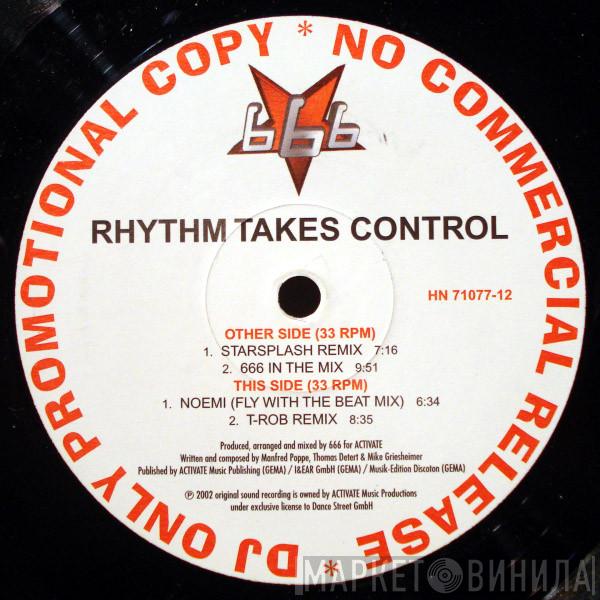 DJ ONLY PROMOTIONAL COPY * NO COMMERCIAL RELEASE *
666
RHYTHM TAKES CONTROL
HN 71077-12
OTHER SIDE (33 RPM)
1. STARSPLASH REMIX 7:16
2. 666 IN THE MIX 9:51
THIS SIDE (33 RPM)
1. NOEMI (FLY WITH THE BEAT MIX) 6:34
2. T-ROB REMIX 8:35
Produced, arranged and mixed by 666 for ACTIVATE
Written and composed by Manfred Poppe, Thomas Detert & Mike Griesheimer
Published by ACTIVATE Music Publishing (GEMA) / I&EAR GmbH (GEMA) / Musik-Edition Discoton (GEMA)
℗ 2002 original sound recording is owned by ACTIVATE Music Productions
under exclusive license to Dance Street GmbH
МАРКЕТ ВИНИЛА